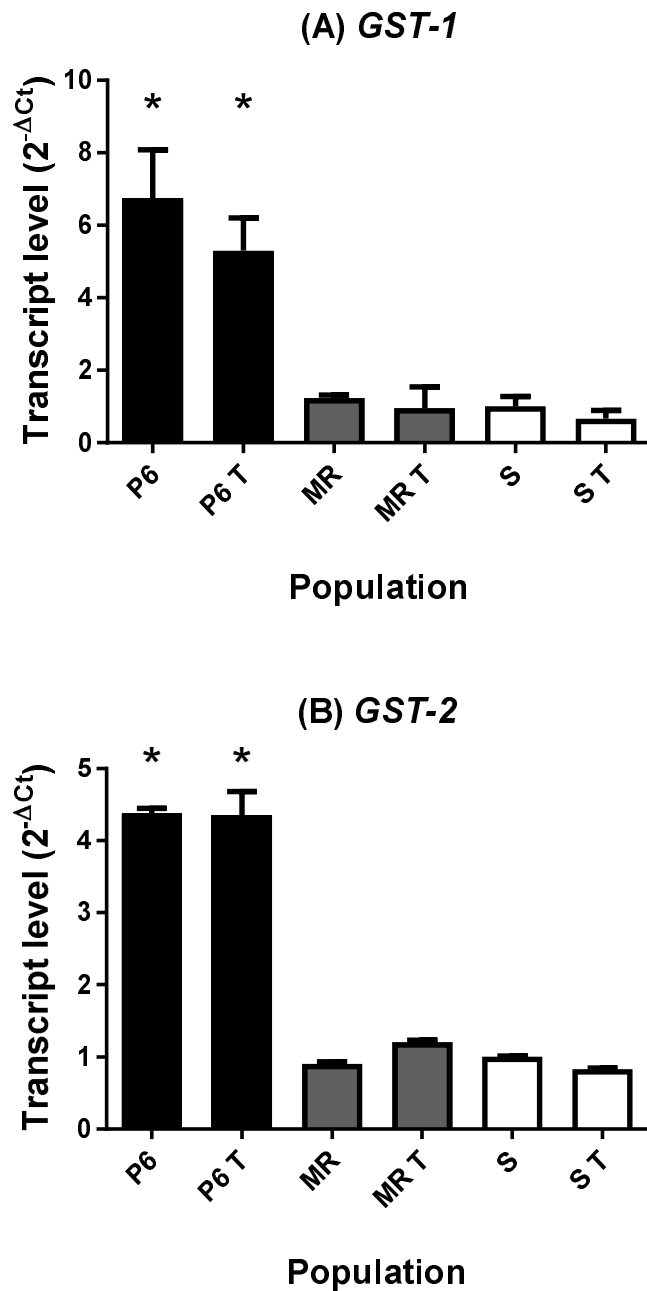 (A) GST-1
Transcript level (2-ΔCt)
10
8
6
4
2
0
* *
P6 P6 T MR MR T S S T
Population
(B) GST-2
Transcript level (2-ΔCt)
5
4
3
2
1
0
* *
P6 P6 T MR MR T S S T
Population